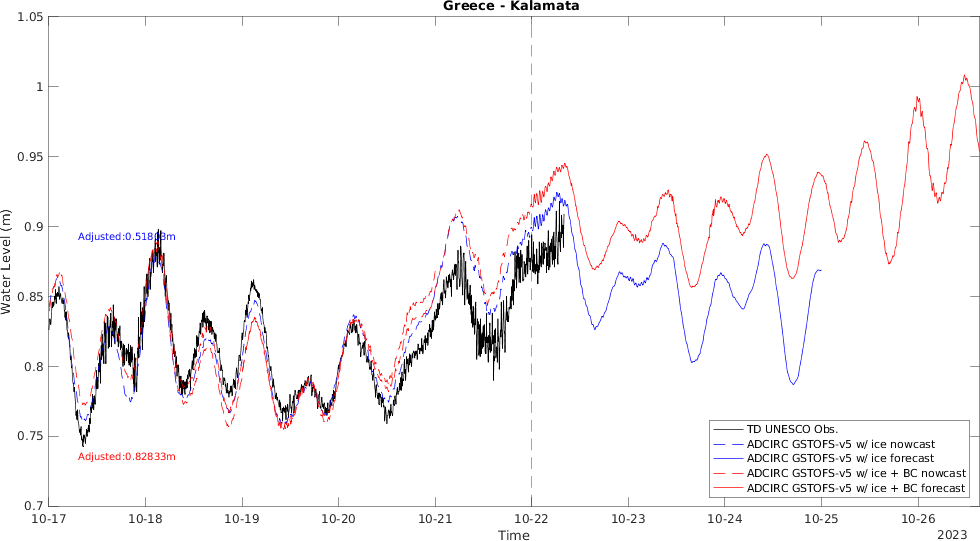 Greece - Kalamata
1.05
1
0.95
0.9
0.85
0.8
0.75
0.7
Water Level (m)
Adjusted:0.82833m
TD UNESCO Obs.
ADCIRC GSTOFS-v5 w/ ice nowcast
ADCIRC GSTOFS-v5 w/ ice forecast
ADCIRC GSTOFS-v5 w/ ice + BC nowcast
ADCIRC GSTOFS-v5 w/ ice + BC forecast
10-17 10-18 10-19 10-20 10-21 10-22 10-23 10-24 10-25 10-26
Time
2023